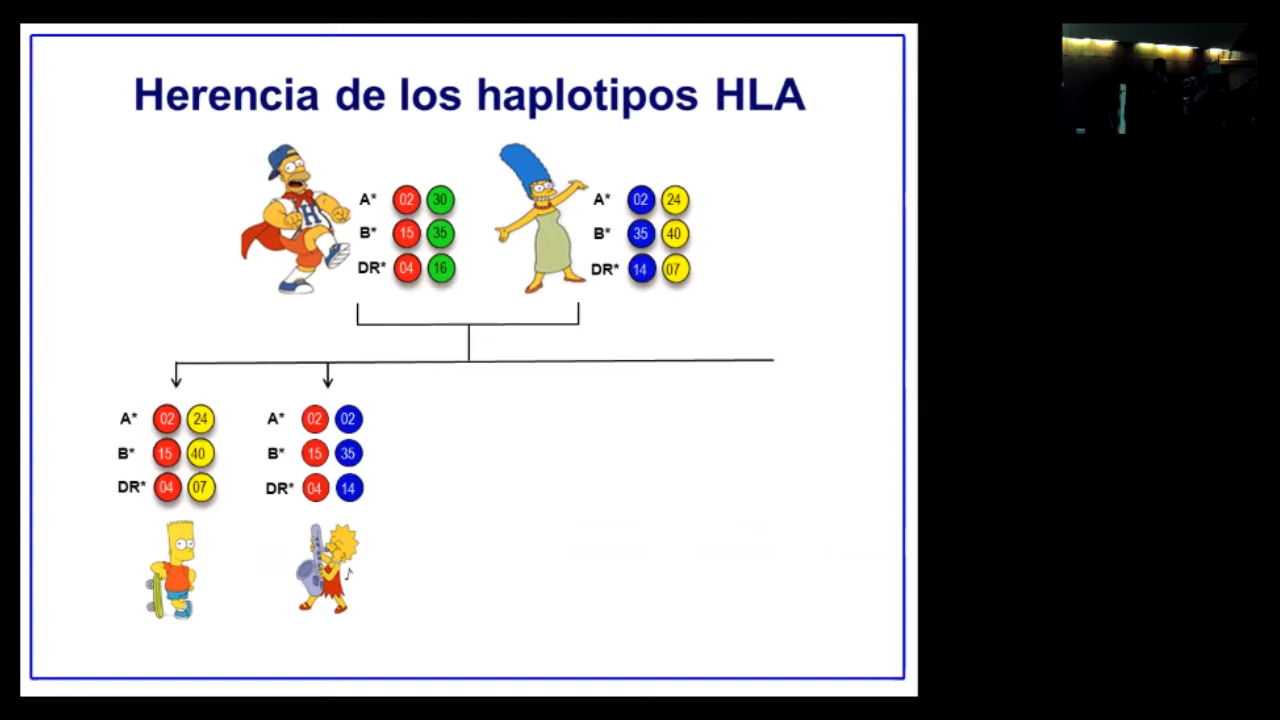 Herencia de los haplotipos HLA
A* 02 30 A* 02 24
B* 15 35 B* 35 40
DR* 04 16 DR* 14 07
A* 02 24 A* 02 02
B* 15 40 B* 15 35
DR* 04 07 DR* 04 14
H